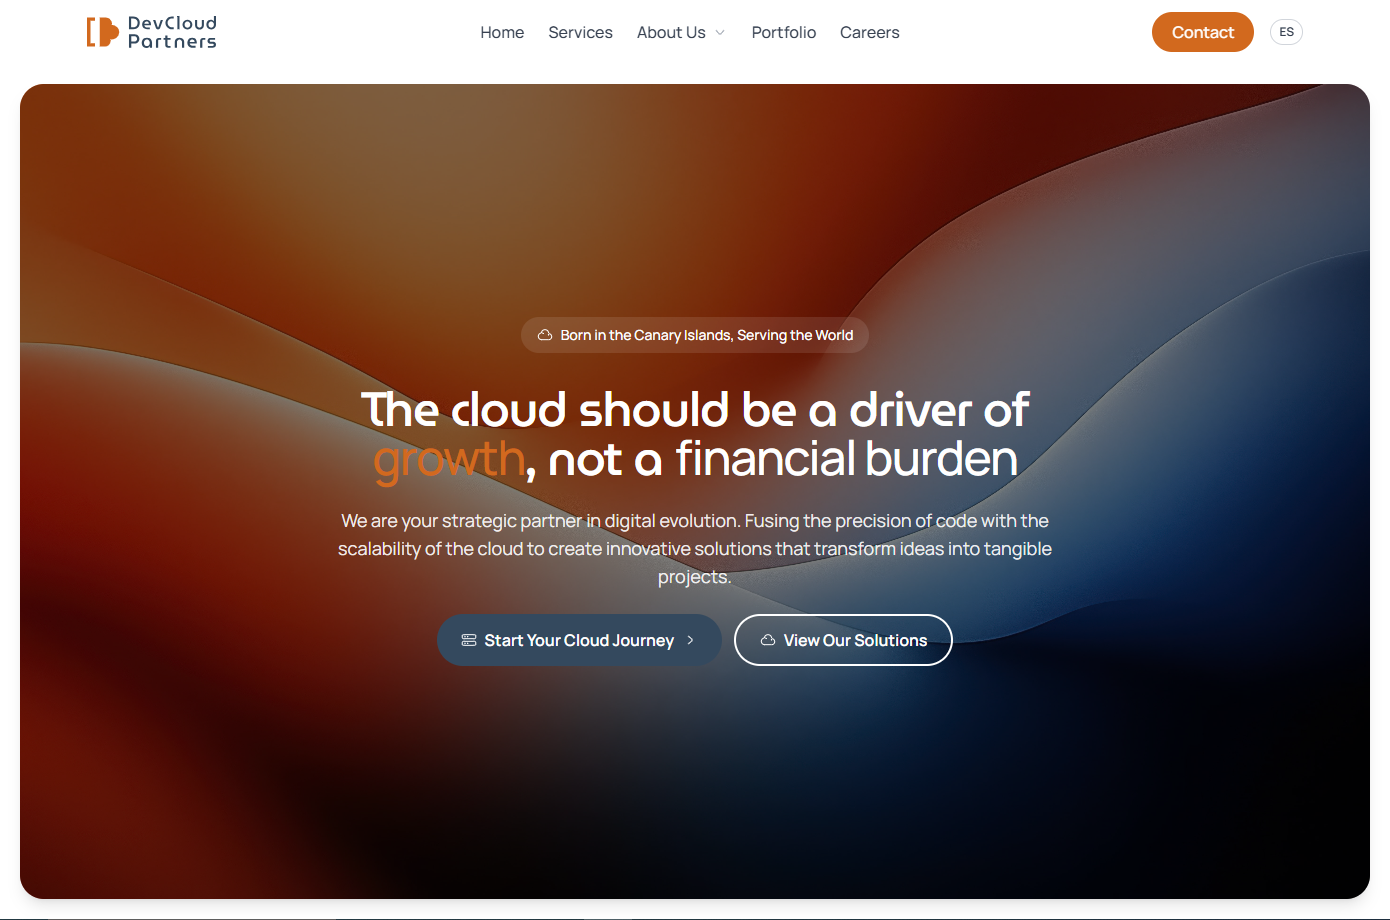 DevCloud
Partners
Home
Services
About Us
Portfolio
Careers
Contact
ES
Born in the Canary Islands, Serving the World
The cloud should be a driver of
growth, not a financial burden
We are your strategic partner in digital evolution. Fusing the precision of code with the
scalability of the cloud to create innovative solutions that transform ideas into tangible
projects.
Start Your Cloud Journey
View Our Solutions